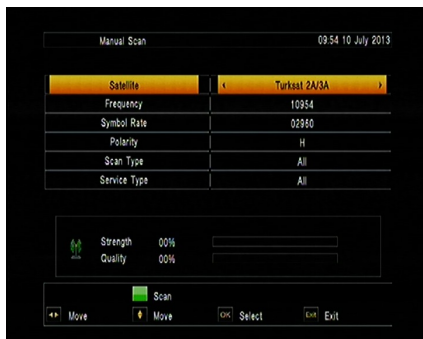 Manual Scan 09:54 10 July 2013
Satellite Turksat 2A/3A
Frequency 10954
Symbol Rate 02960
Polarity H
Scan Type All
Service Type All
Strength 00%
Quality 00%
Scan
Move Move OK Select Exit Exit